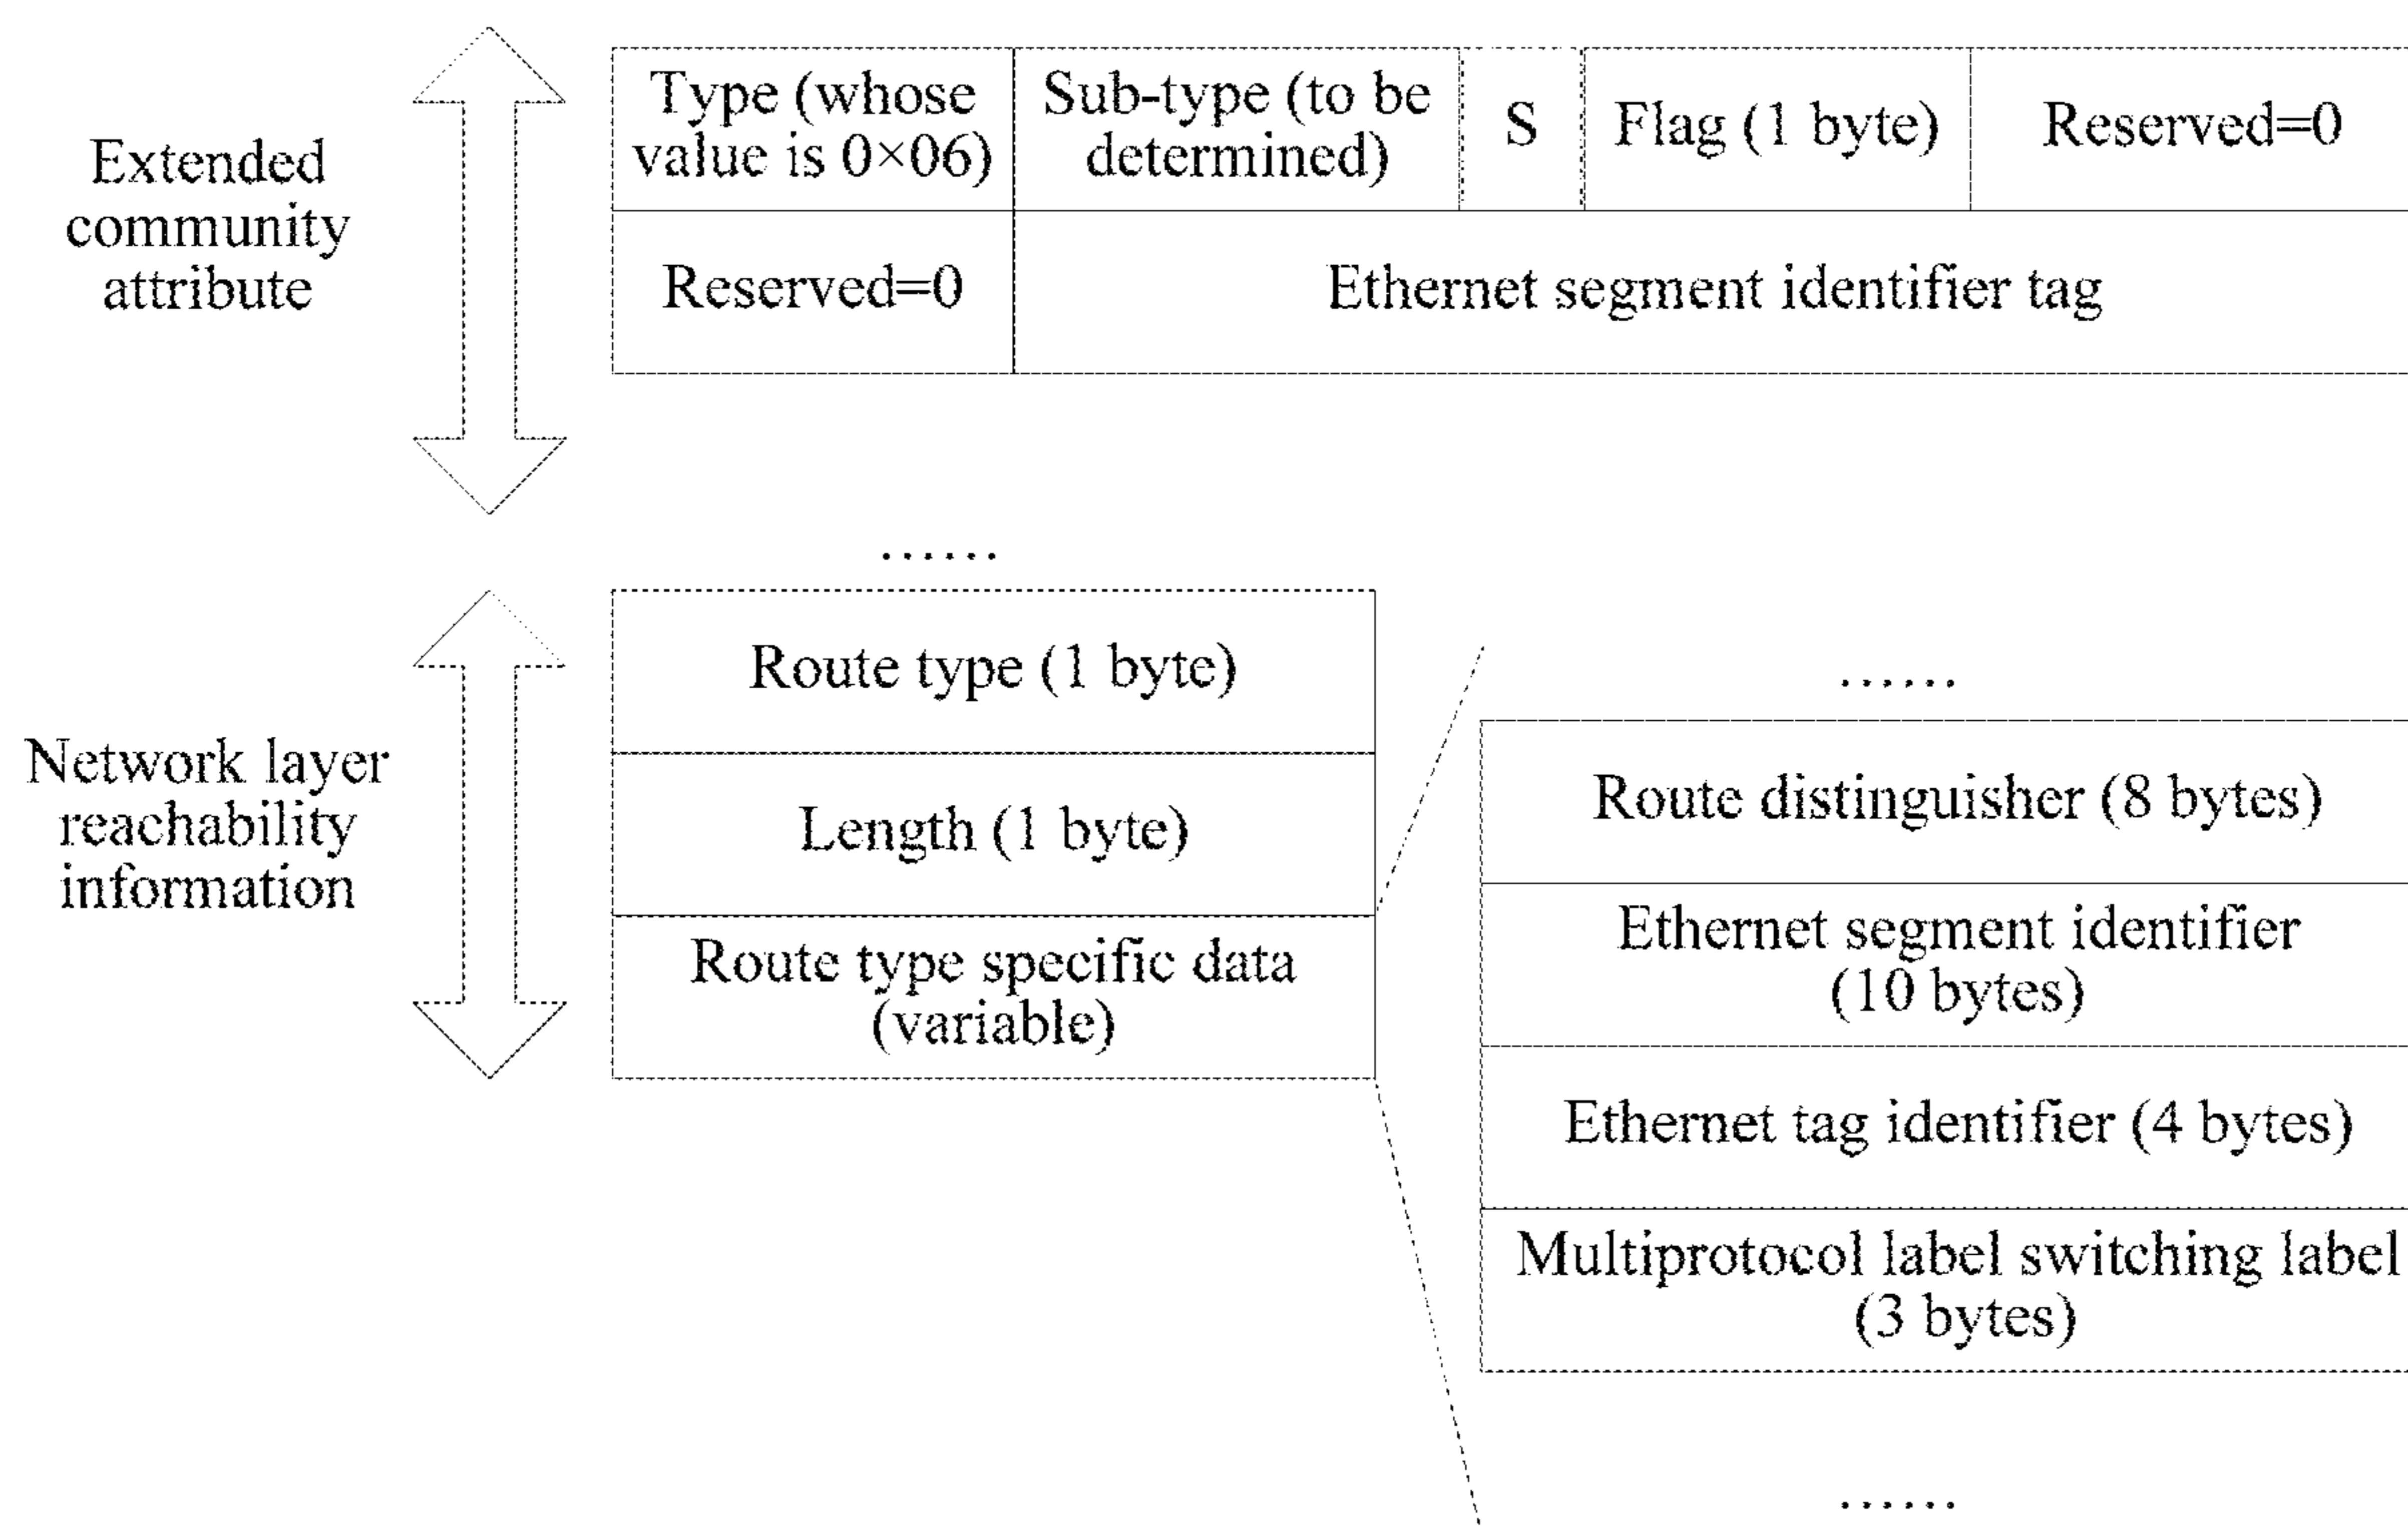 Extended
community
attribute
Type (whose
value is 0×06)
Sub-type (to be
determined)
S
Flag (1 byte)
Reserved=0
Reserved=0
Ethernet segment identifier tag
......
Network layer
reachability
information
Route type (1 byte)
Length (1 byte)
Route type specific data
(variable)
......
Route distinguisher (8 bytes)
Ethernet segment identifier
(10 bytes)
Ethernet tag identifier (4 bytes)
Multiprotocol label switching label
(3 bytes)
......